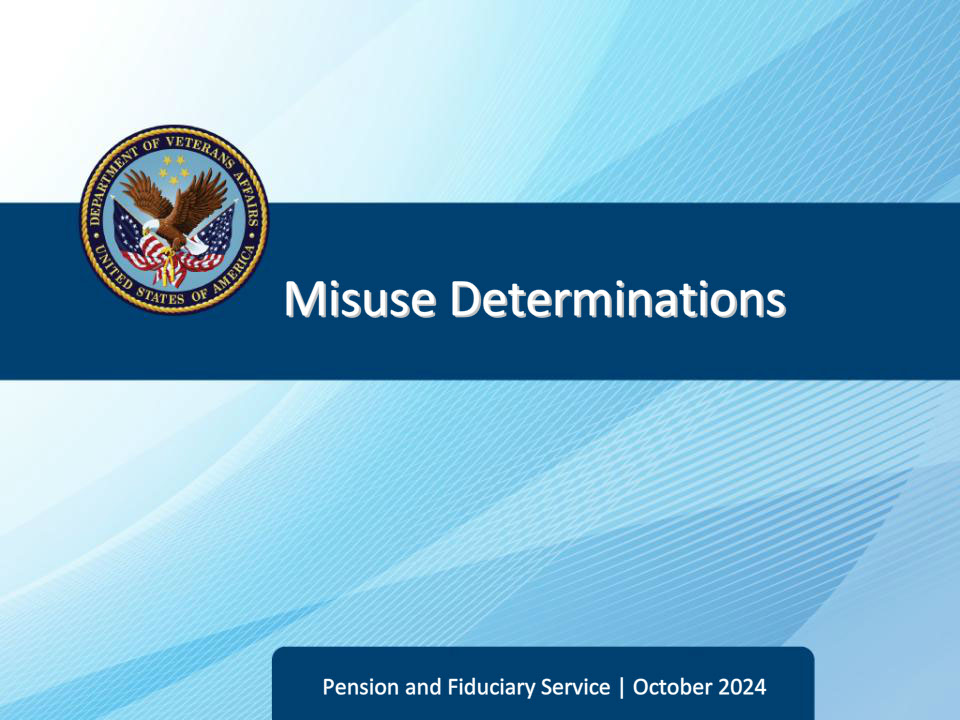 DEPARTMENT OF VETERANS AFFAIRS
UNITED STATES OF AMERICA
Misuse Determinations
Pension and Fiduciary Service | October 2024